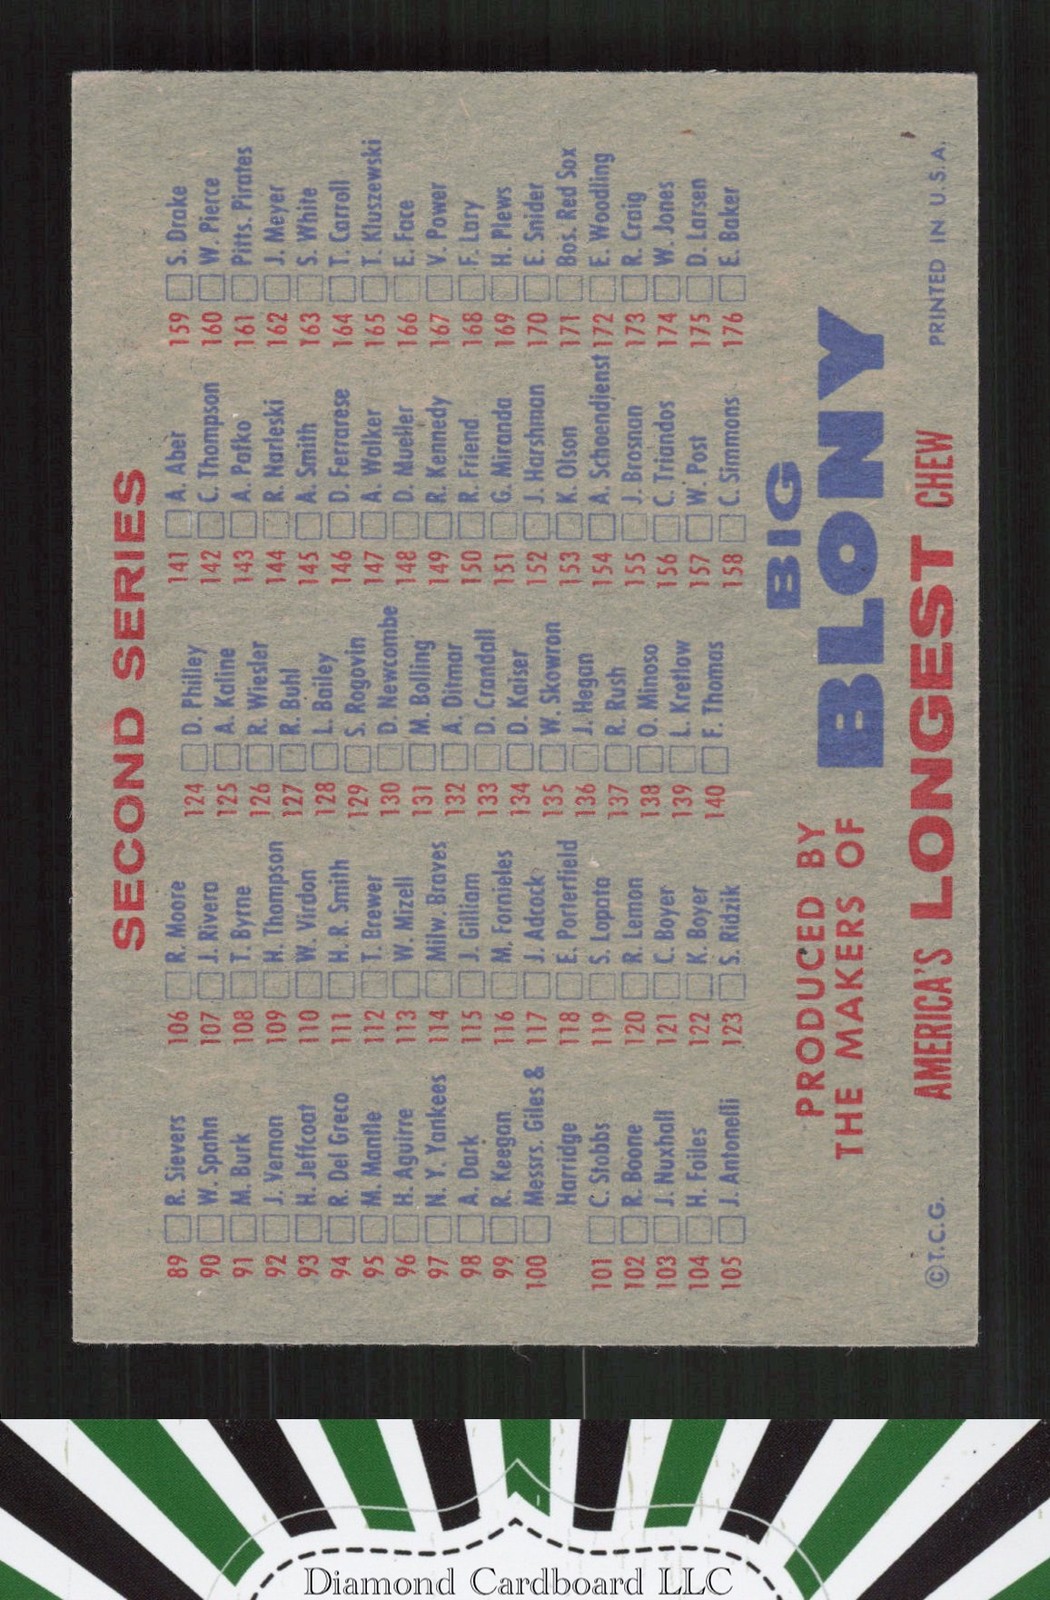 SECOND SERIES
89 R. Sievers
90 W. Spahn
91 M. Burk
92 J. Vernon
93 H. Jeffcoat
94 R. Del Greco
95 M. Mantle
96 H. Aguirre
97 N. Y. Yankees
98 A. Dark
99 R. Keegan
100 Messrs. Giles &
Harridge
101 C. Stobbs
102 R. Boone
103 J. Nuxhall
104 H. Foiles
105 J. Antonelli
106 R. Moore
107 J. Rivera
108 T. Byrne
109 H. Thompson
110 W. Virdon
111 H. R. Smith
112 T. Brewer
113 W. Mizell
114 Milw. Braves
115 J. Gilliam
116 M. Fornieles
117 J. Adcock
118 E. Porterfield
119 S. Lopata
120 R. Lemon
121 C. Boyer
122 K. Boyer
123 S. Ridzik
124 D. Philley
125 A. Kaline
126 R. Wiesler
127 R. Buhl
128 L. Bailey
129 S. Rogovin
130 D. Newcombe
131 M. Bolling
132 A. Ditmar
133 D. Crandall
134 D. Kaiser
135 W. Skowron
136 J. Hegan
137 R. Rush
138 O. Minoso
139 L. Kretlow
140 F. Thomas
141 A. Aber
142 C. Thompson
143 A. Pafko
144 R. Narleski
145 A. Smith
146 D. Ferrarese
147 A. Walker
148 D. Mueller
149 R. Kennedy
150 R. Friend
151 G. Miranda
152 J. Harshman
153 K. Olson
154 A. Schoendienst
155 J. Brosnan
156 C. Triandos
157 W. Post
158 C. Simmons
159 S. Drake
160 W. Pierce
161 Pitts. Pirates
162 J. Meyer
163 S. White
164 T. Carroll
165 T. Kluszewski
166 E. Face
167 V. Power
168 F. Lary
169 H. Plews
170 E. Snider
171 Bos. Red Sox
172 E. Woodling
173 R. Craig
174 W. Jones
175 D. Larsen
176 E. Baker
PRODUCED BY
THE MAKERS OF
BIG
BLONY
AMERICA'S LONGEST CHEW
© T.C.G.
PRINTED IN U.S.A.
Diamond Cardboard LLC